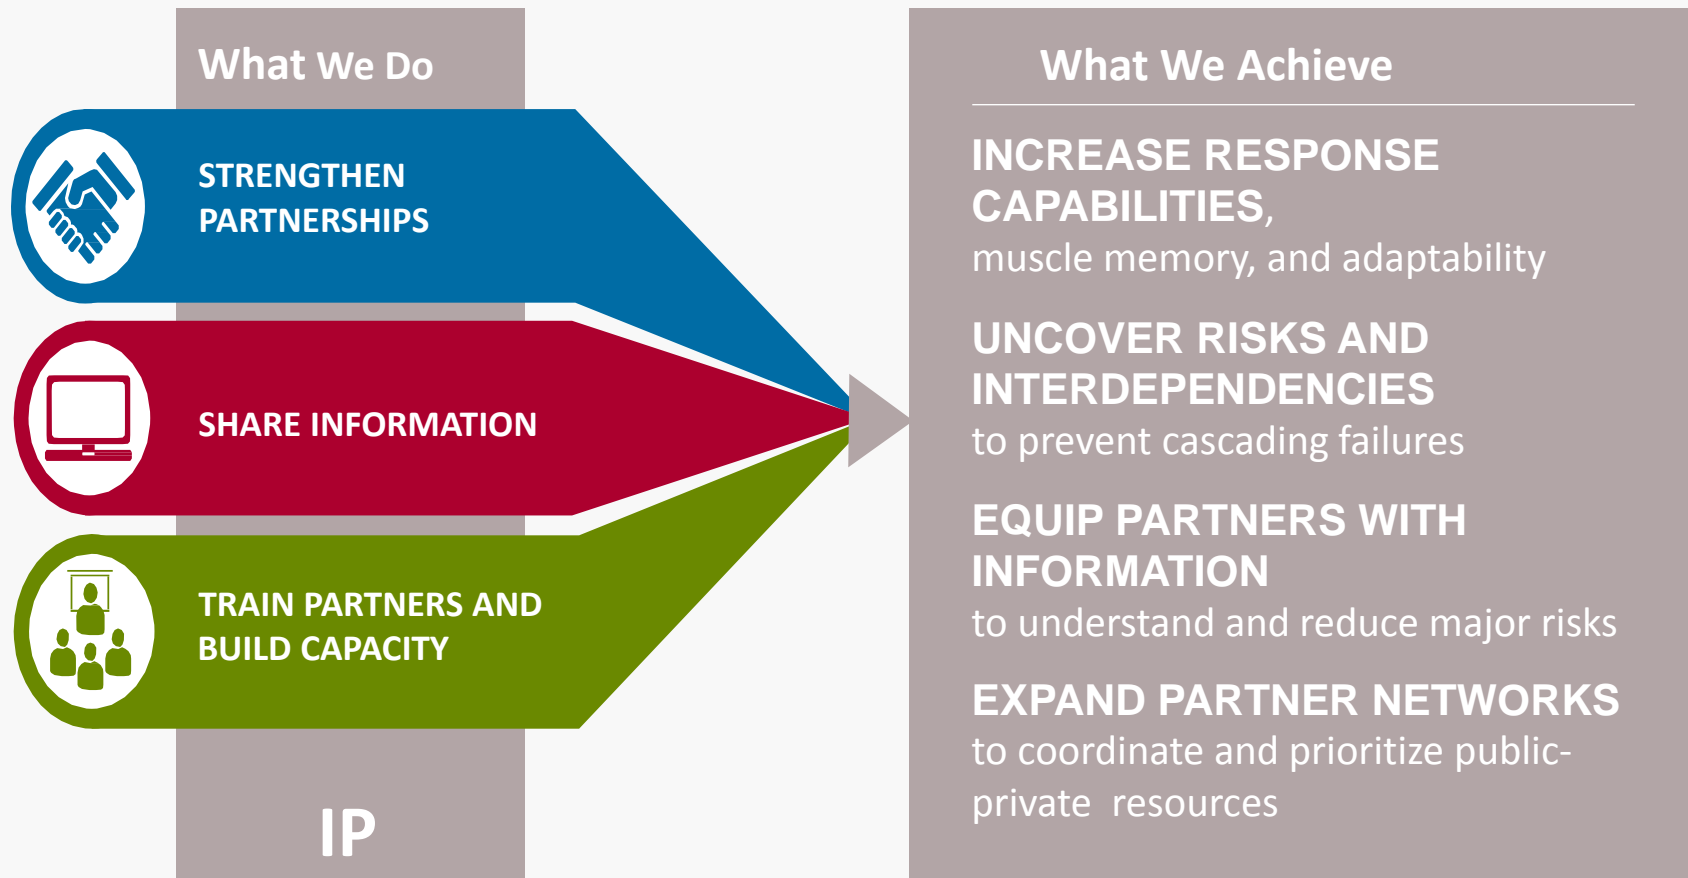 What We Do
STRENGTHEN
PARTNERSHIPS
SHARE INFORMATION
TRAIN PARTNERS AND
BUILD CAPACITY
IP
What We Achieve
INCREASE RESPONSE
CAPABILITIES,
muscle memory, and adaptability
UNCOVER RISKS AND
INTERDEPENDENCIES
to prevent cascading failures
EQUIP PARTNERS WITH
INFORMATION
to understand and reduce major risks
EXPAND PARTNER NETWORKS
to coordinate and prioritize public-
private resources